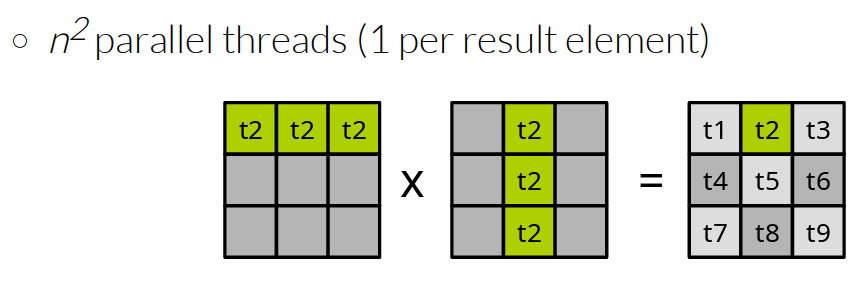 ○ n² parallel threads (1 per result element)
t2 t2 t2 t2 t1 t2 t3
x t2 = t4 t5 t6
t2 t7 t8 t9